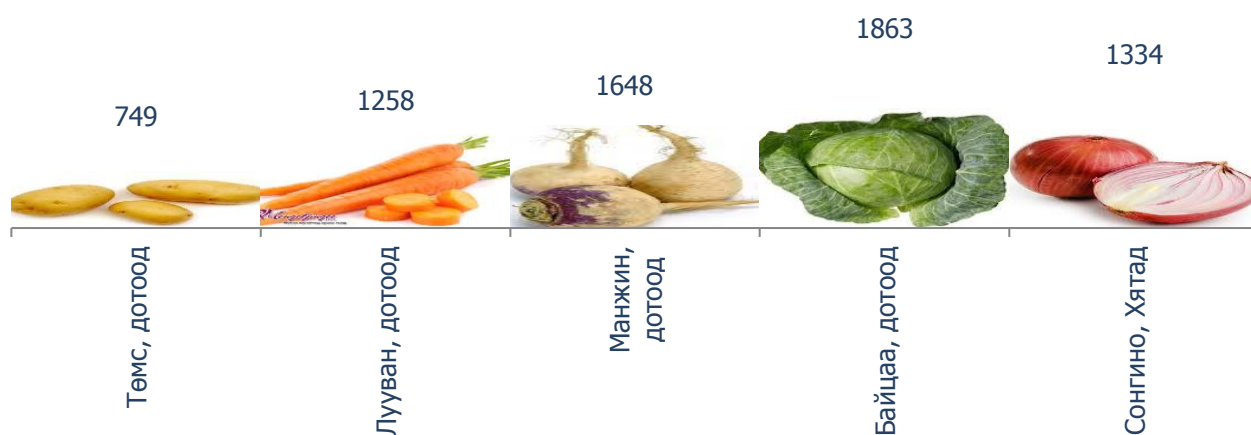 749
1258
1648
1863
1334
Төмс, дотоод
Лууван, дотоод
Манжин,
дотоод
Байцаа, дотоод
Сонгино, Хятад